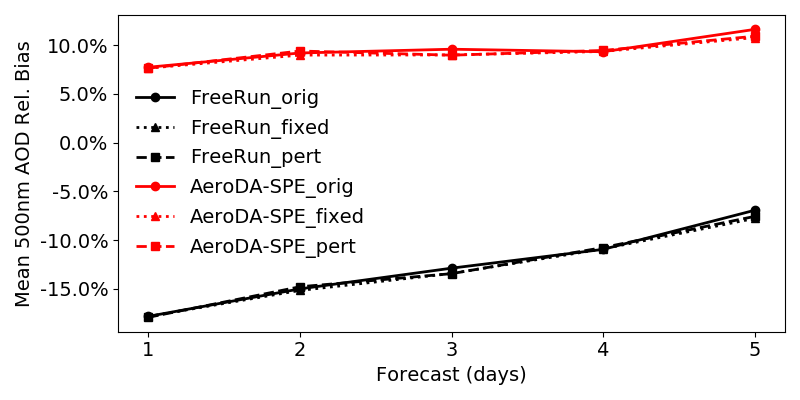 Mean 500nm AOD Rel. Bias
10.0%
5.0%
0.0%
-5.0%
-10.0%
-15.0%
FreeRun_orig
FreeRun_fixed
FreeRun_pert
AeroDA-SPE_orig
AeroDA-SPE_fixed
AeroDA-SPE_pert
1 2 3 4 5
Forecast (days)